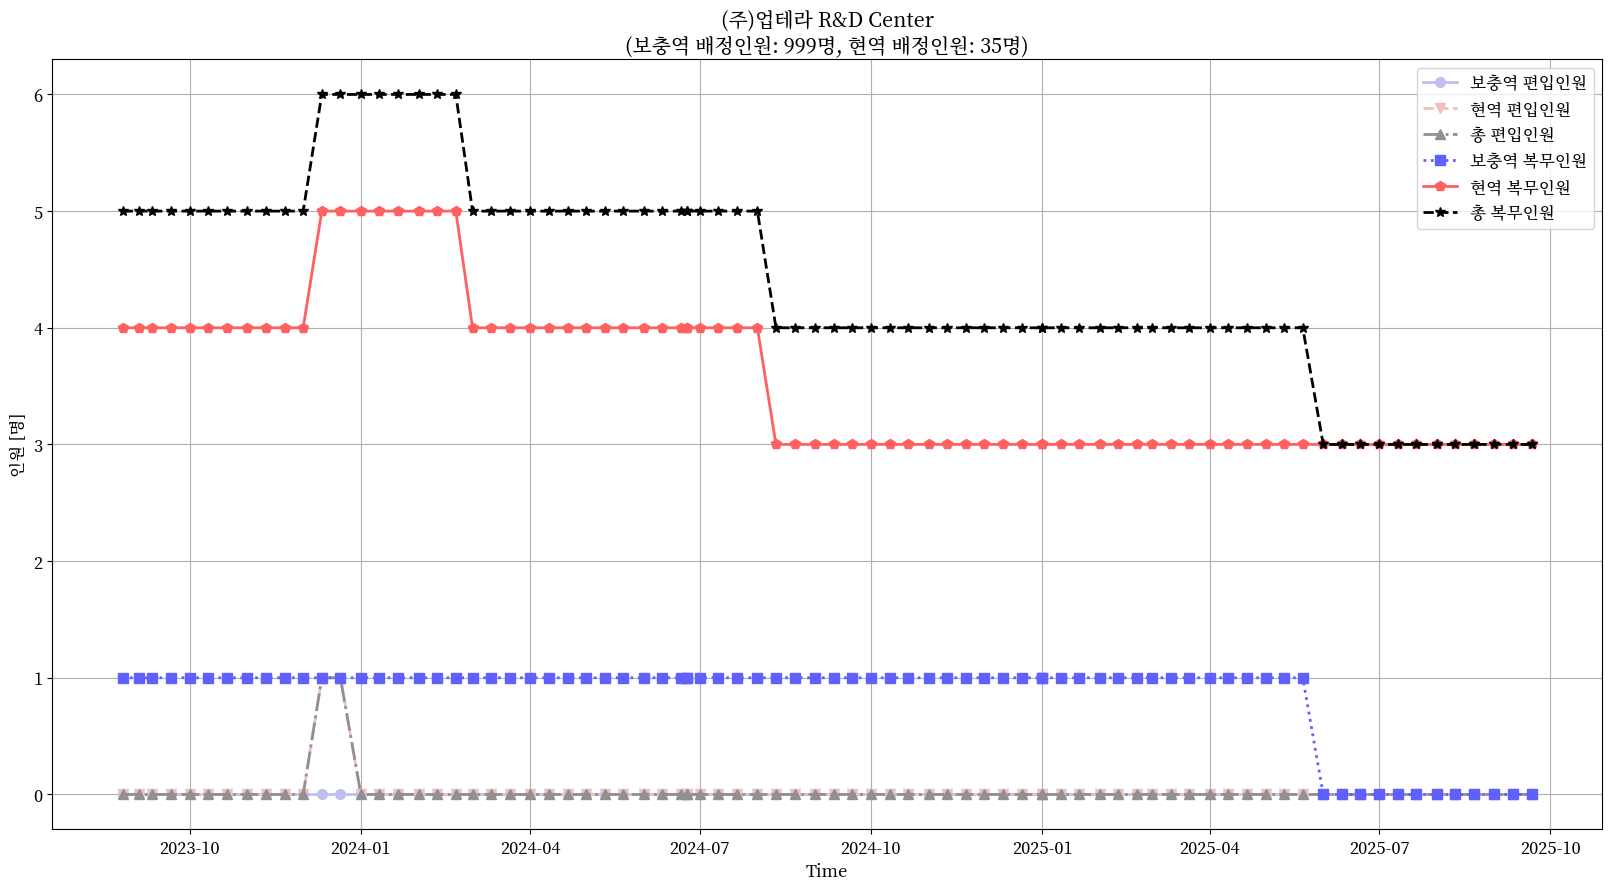 (주)업테라 R&D Center
(보충역 배정인원: 999명, 현역 배정인원: 35명)
보충역 편입인원
현역 편입인원
총 편입인원
보충역 복무인원
현역 복무인원
총 복무인원
인원 [명]
6
5
4
3
2
1
0
2023-10
2024-01
2024-04
2024-07
2024-10
2025-01
2025-04
2025-07
2025-10
Time